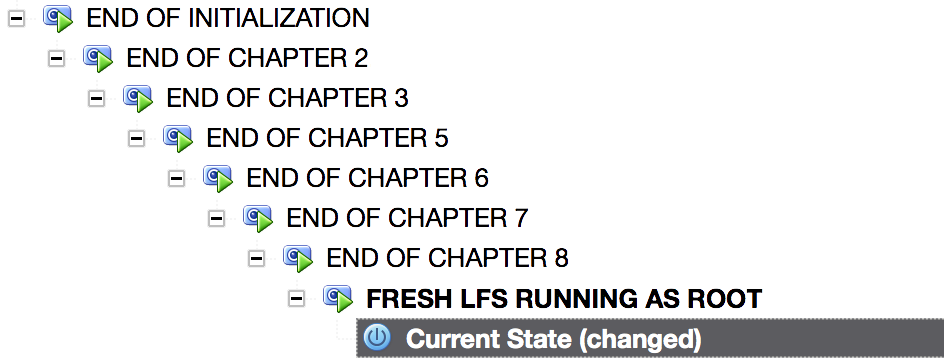 END OF INITIALIZATION
END OF CHAPTER 2
END OF CHAPTER 3
END OF CHAPTER 5
END OF CHAPTER 6
END OF CHAPTER 7
END OF CHAPTER 8
FRESH LFS RUNNING AS ROOT
Current State (changed)